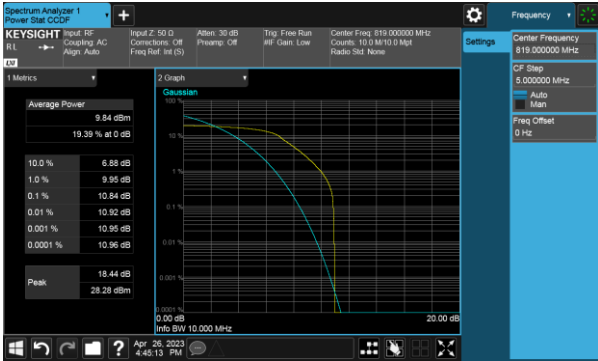 Spectrum Analyzer 1
Power Stat CCDF
Frequency
KEYSIGHT
Input: RF
Coupling: AC
Align: Auto
Input Z: 50 Ω
Corrections: Off
Freq Ref: Int (S)
Atten: 30 dB
Preamp: Off
Trig: Free Run
#IF Gain: Low
Center Freq: 819.000000 MHz
Counts: 10.0 M/10.0 Mpt
Radio Std: None
R L
LW
Settings
Center Frequency
819.000000 MHz
CF Step
5.000000 MHz
Auto
Man
Freq Offset
0 Hz
1 Metrics
Average Power
9.84 dBm
19.39 % at 0 dB
10.0 % 6.88 dB
1.0 % 9.95 dB
0.1 % 10.84 dB
0.01 % 10.92 dB
0.001 % 10.95 dB
0.0001 % 10.96 dB
Peak
18.44 dB
28.28 dBm
2 Graph
Gaussian
100 %
10 %
1 %
0.1 %
0.01 %
0.001 %
0.0001 %
0.00 dB 20.00 dB
Info BW 10.000 MHz
Apr 26, 2023
4:45:13 PM